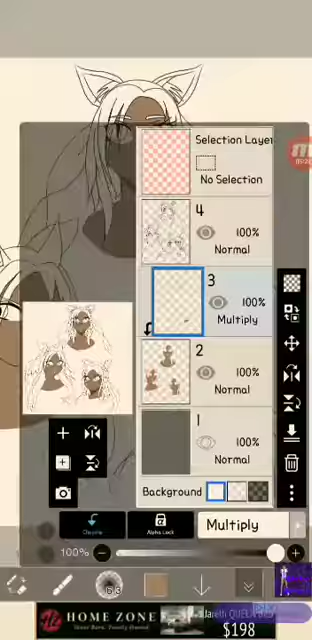 Selection Layer
No Selection
4
100%
Normal
3
100%
Multiply
2
100%
Normal
1
100%
Normal
Background
Alpha Lock
Multiply
100%
HOME ZONE
$198